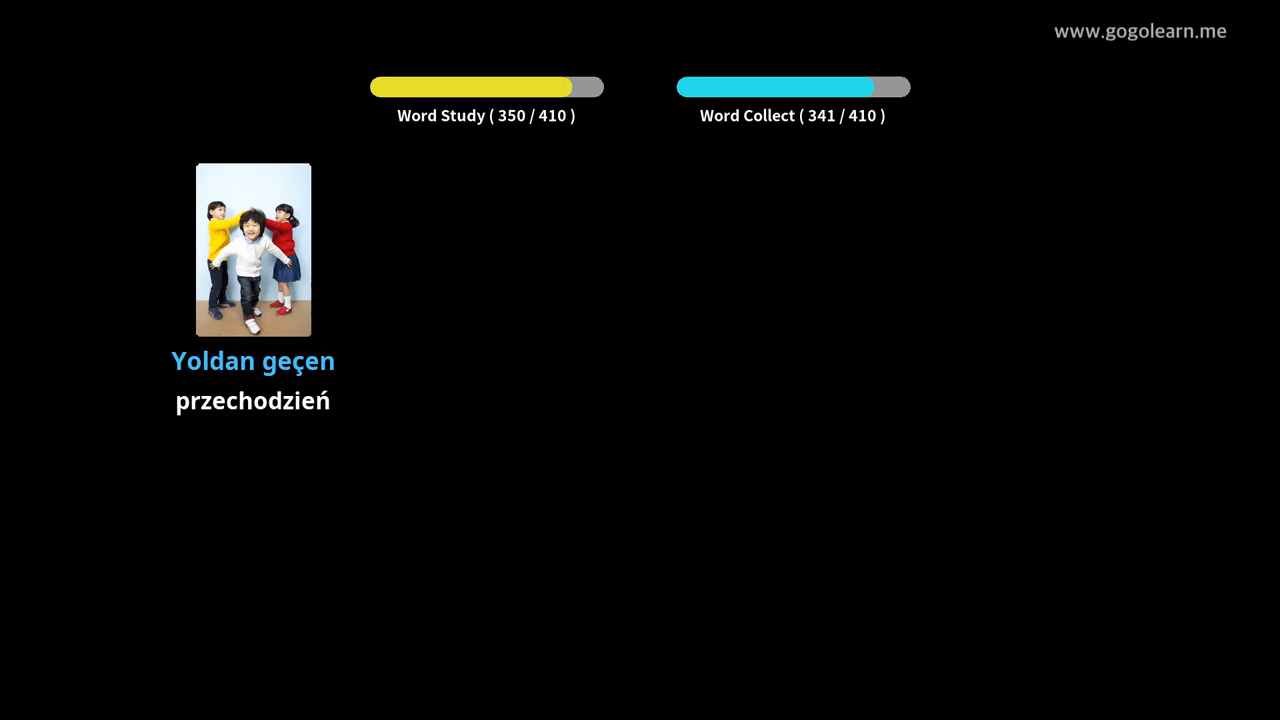 www.gogolearn.me
Word Study ( 350 / 410 )
Word Collect ( 341 / 410 )
Yoldan geçen
przechodzień